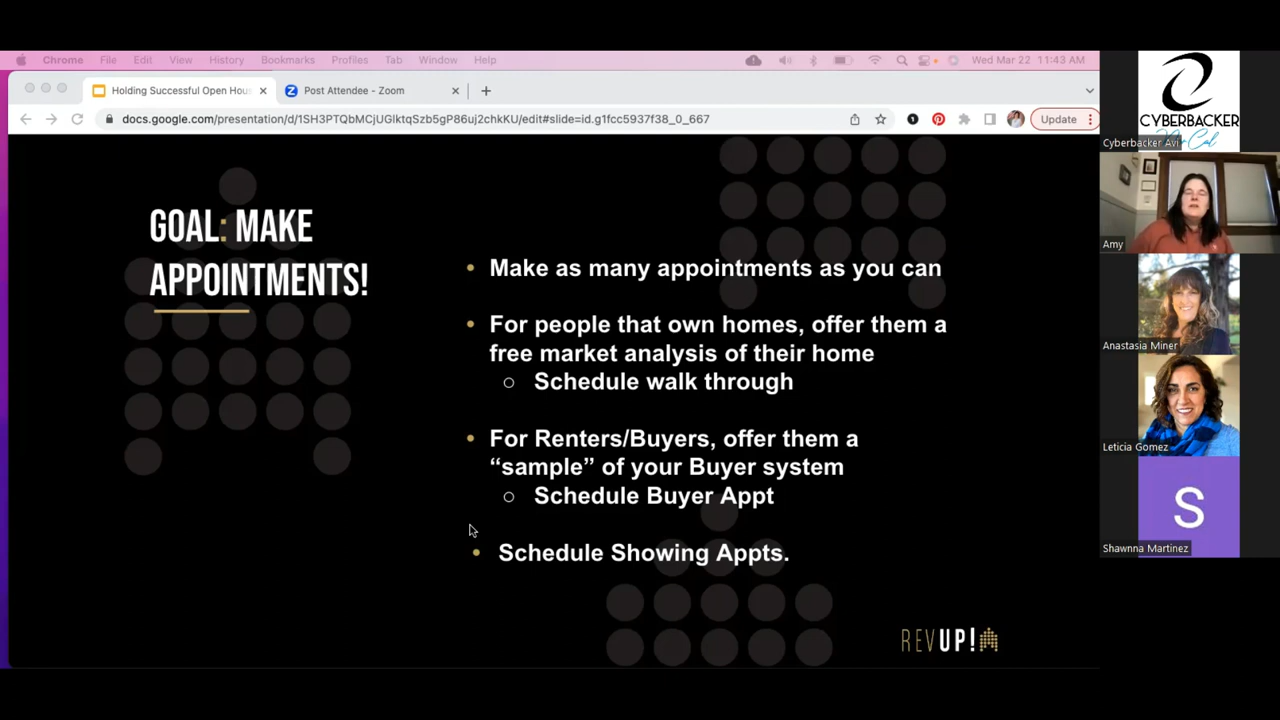 Chrome File Edit View History Bookmarks Profiles Tab Window Help Wed Mar 22 11:43 AM
Holding Successful Open Hou Post Attendee - Zoom
docs.google.com/presentation/d/1SH3PTQbMCjUGlktqSzb5gP86uj2chkKU/edit#slide=id.g1fcc5937f38_0_667 Update
GOAL: MAKE
APPOINTMENTS!
• Make as many appointments as you can
• For people that own homes, offer them a
free market analysis of their home
○ Schedule walk through
• For Renters/Buyers, offer them a
“sample” of your Buyer system
○ Schedule Buyer Appt
• Schedule Showing Appts.
REVUP!
CYBERBACKER
NorCal
Cyberbacker Avi
Amy
Anastasia Miner
Leticia Gomez
S
Shawnna Martinez